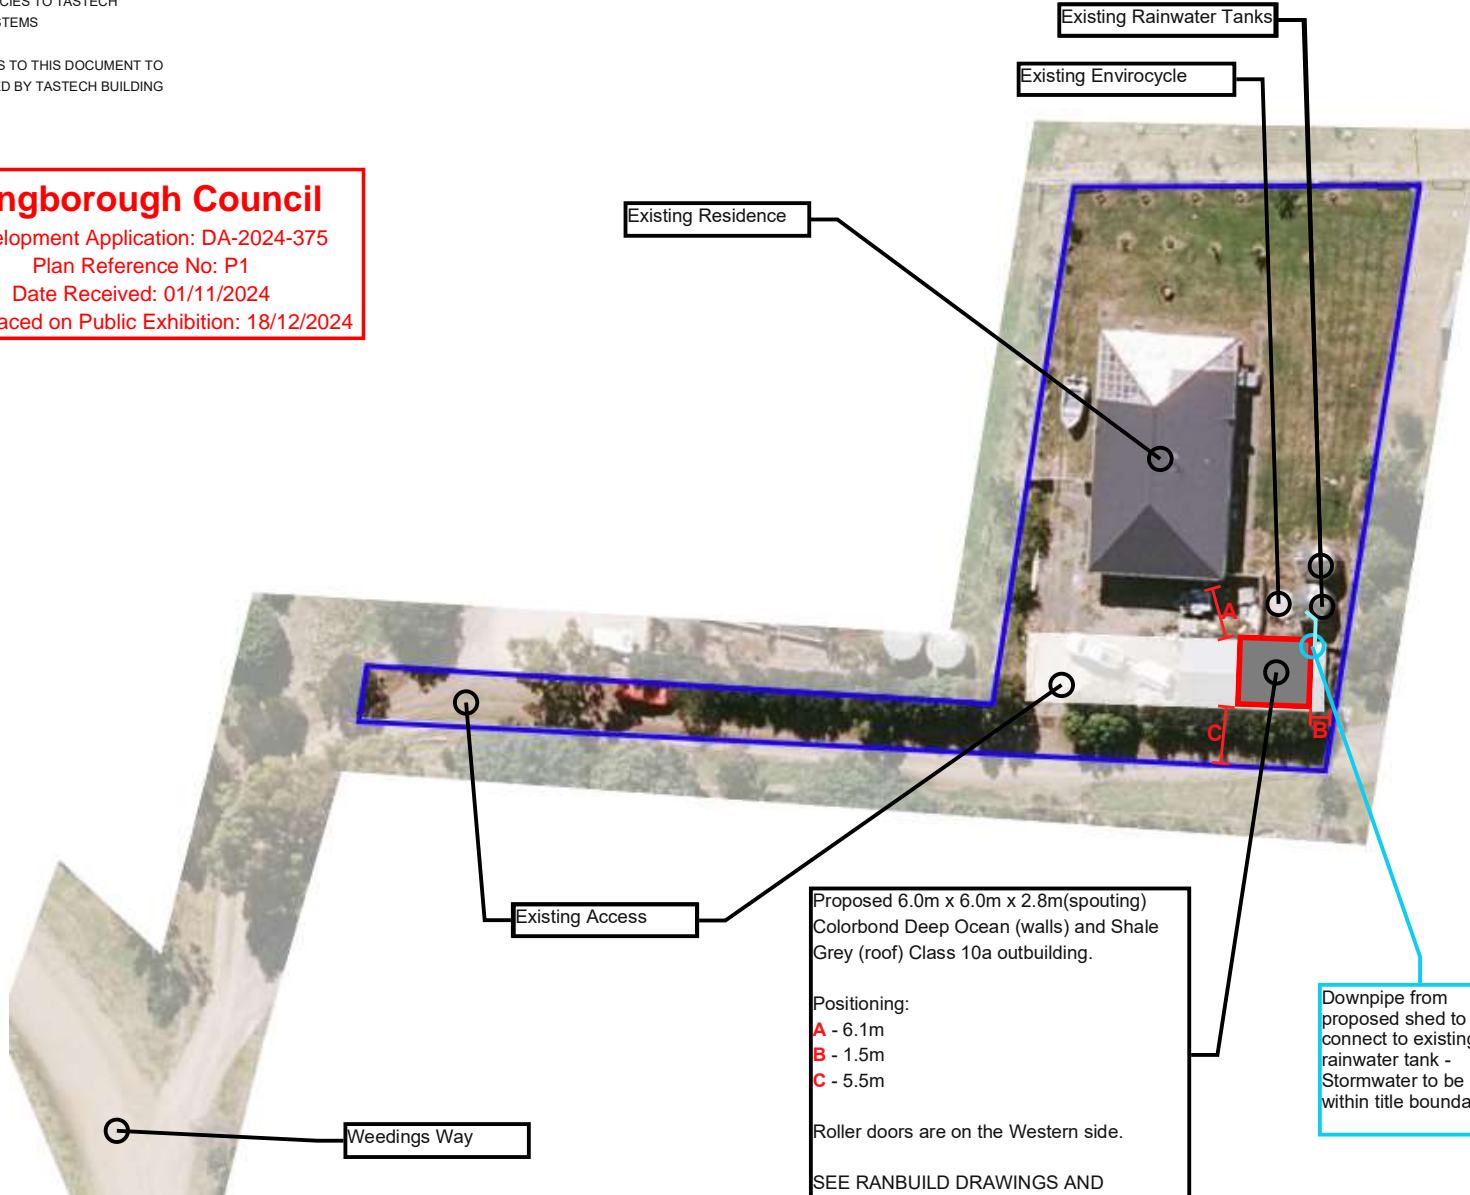 CIES TO TASTECH
STEMS
S TO THIS DOCUMENT TO
ED BY TASTECH BUILDING
ngborough Council
elopment Application: DA-2024-375
Plan Reference No: P1
Date Received: 01/11/2024
aced on Public Exhibition: 18/12/2024
Existing Rainwater Tanks
Existing Envirocycle
Existing Residence
A
B
C
Existing Access
Proposed 6.0m x 6.0m x 2.8m(spouting)
Colorbond Deep Ocean (walls) and Shale
Grey (roof) Class 10a outbuilding.
Positioning:
A - 6.1m
B - 1.5m
C - 5.5m
Roller doors are on the Western side.
SEE RANBUILD DRAWINGS AND
Downpipe from
proposed shed to
connect to existing
rainwater tank -
Stormwater to be
within title bounda
Weedings Way